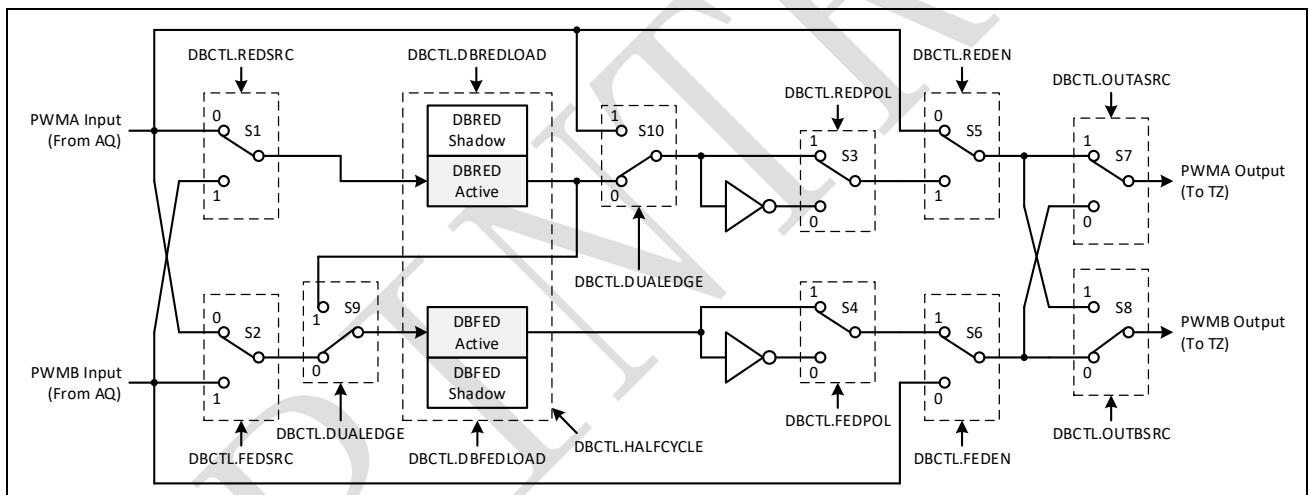 DBCTL.REDSRC
DBCTL.DBREDLOAD
DBCTL.REDEN
DBCTL.REDPOL
DBCTL.OUTASRC
PWMA Input
(From AQ)
0
S1
1
DBRED
Shadow
DBRED
Active
1
S10
0
DBCTL.DUALEDGE
1
S3
0
0
S5
1
1
S7
0
PWMA Output
(To TZ)
PWMB Input
(From AQ)
0
S2
1
DBCTL.FEDSRC
1
S9
0
DBCTL.DUALEDGE
DBFED
Active
DBFED
Shadow
DBCTL.DBFEDLOAD
DBCTL.HALFCYCLE
1
S4
0
DBCTL.FEDPOL
1
S6
0
DBCTL.FEDEN
1
S8
0
DBCTL.OUTBSRC
PWMB Output
(To TZ)